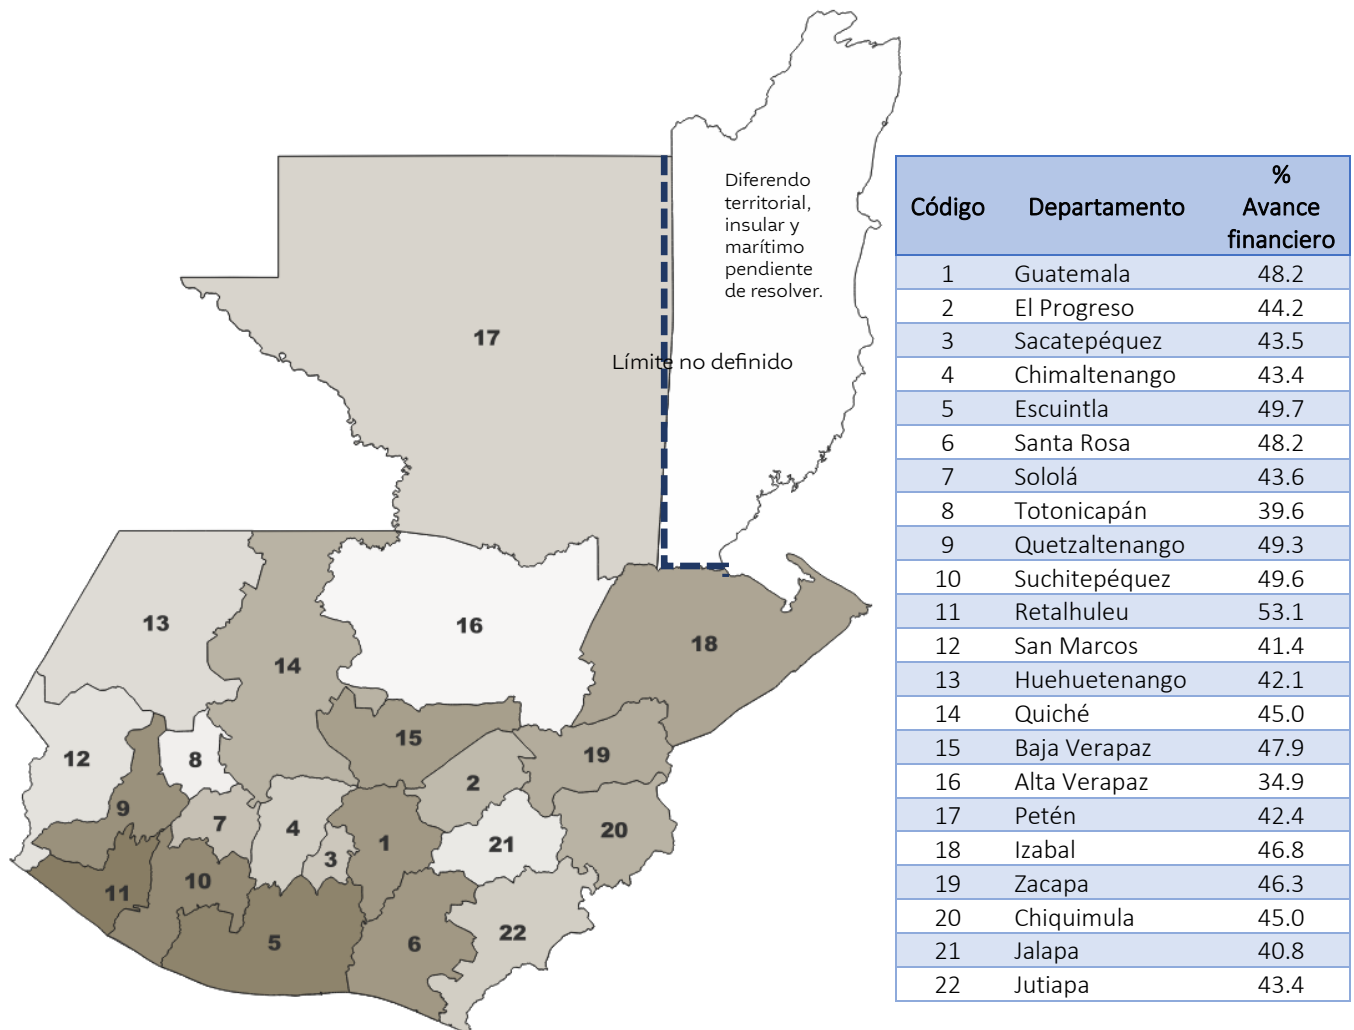 Diferendo
territorial,
insular y
marítimo
pendiente
de resolver.
17
Límite no definido
13
16
14
18
12
8
15
19
2
9
7
4
1
21
20
3
11
10
5
6
22
Código Departamento % Avance financiero
1 Guatemala 48.2
2 El Progreso 44.2
3 Sacatepéquez 43.5
4 Chimaltenango 43.4
5 Escuintla 49.7
6 Santa Rosa 48.2
7 Sololá 43.6
8 Totonicapán 39.6
9 Quetzaltenango 49.3
10 Suchitepéquez 49.6
11 Retalhuleu 53.1
12 San Marcos 41.4
13 Huehuetenango 42.1
14 Quiché 45.0
15 Baja Verapaz 47.9
16 Alta Verapaz 34.9
17 Petén 42.4
18 Izabal 46.8
19 Zacapa 46.3
20 Chiquimula 45.0
21 Jalapa 40.8
22 Jutiapa 43.4